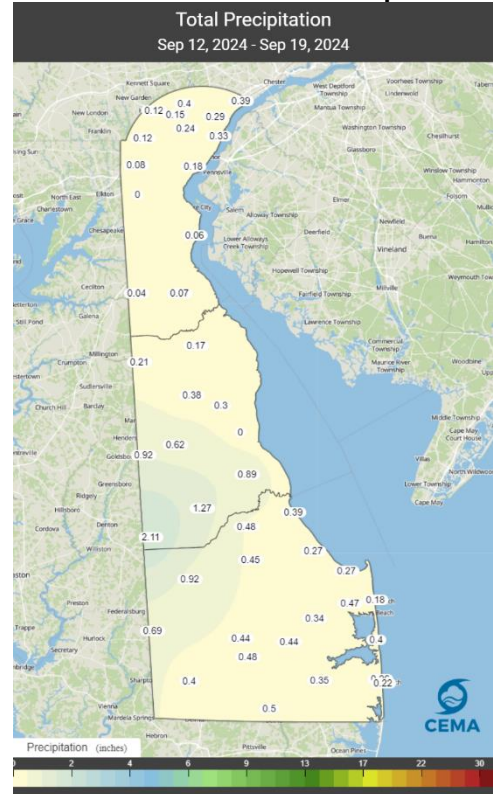 Total Precipitation
Sep 12, 2024 - Sep 19, 2024
Kennett Square
Chester
West Deptford
Township
Voorhees Township
New Garden
0.4
0.39
Mantua Township
Lindenwold
New London
0.12
0.15
0.29
Franklin
0.24
0.33
Washington Township
0.12
Glassboro
Chesilhurst
0.08
0.18
Pennsville
Winslow Township
Hammonton
North East
Elkton
0
Elmer
Folsom
Charlestown
Salem
Alloway Township
Newfield
Chesapeake
0.06
Lower Alloways
Creek Township
Deerfield
Buena
Hamilton
Vineland
Hopewell Township
Cecilton
0.04
0.07
Fairfield Township
Millville
Weymouth Tow
Galena
Still Pond
Lawrence Township
0.17
Commercial
Township
Millington
0.21
Maurice River
Township
Woodbine
Crumpton
Sudlersville
0.38
0.3
Church Hill
Barclay
Middle Township
0
Cape May
Court House
0.62
0.92
Villas
North Wildwood
Greensboro
0.89
Lower Township
Ridgely
Cape May
1.27
Hillsboro
0.39
Denton
0.48
Cordova
2.11
0.27
Williston
0.45
0.27
0.92
0.18
Preston
0.47
Beach
Federalsburg
0.34
Trappe
0.69
0.4
Hurlock
0.44
0.44
Secretary
0.48
0.4
0.35
0.22
Vienna
0.5
Mardela Springs
CEMA
Hebron
Pittsville
Ocean Pines
Precipitation (inches)
0 2 4 6 9 13 17 22 30